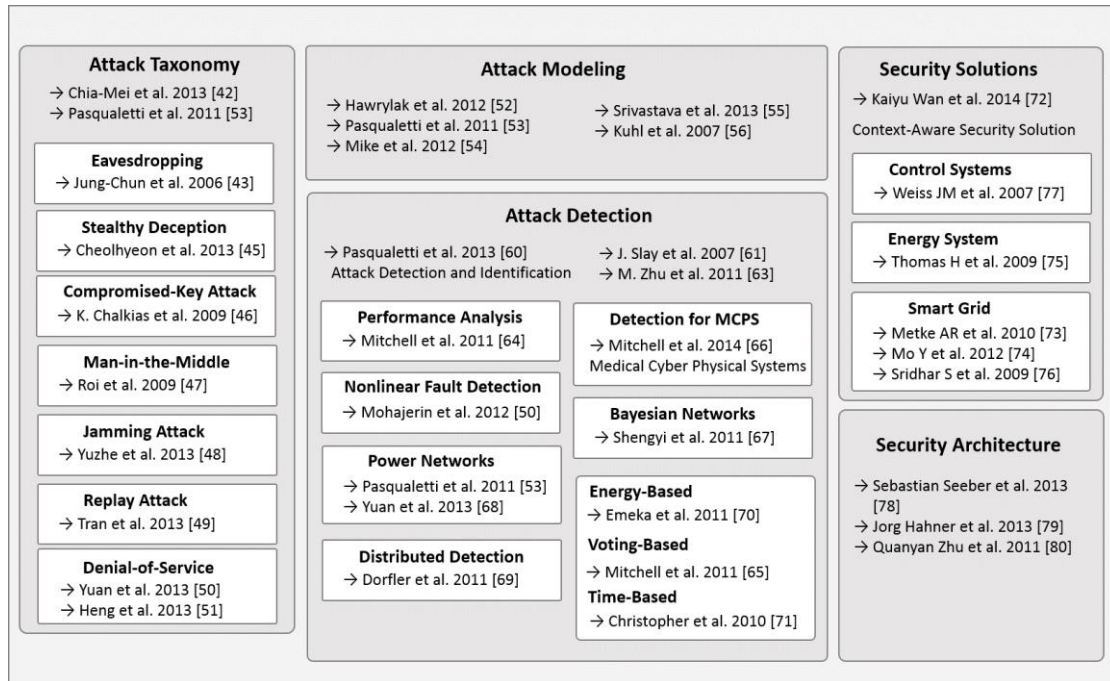 Attack Taxonomy
→ Chia-Mei et al. 2013 [42]
→ Pasqualetti et al. 2011 [53]
Eavesdropping
→ Jung-Chun et al. 2006 [43]
Stealthy Deception
→ Cheolhyeon et al. 2013 [45]
Compromised-Key Attack
→ K. Chalkias et al. 2009 [46]
Man-in-the-Middle
→ Roi et al. 2009 [47]
Jamming Attack
→ Yuzhe et al. 2013 [48]
Replay Attack
→ Tran et al. 2013 [49]
Denial-of-Service
→ Yuan et al. 2013 [50]
→ Heng et al. 2013 [51]
Attack Modeling
→ Hawrylak et al. 2012 [52]
→ Pasqualetti et al. 2011 [53]
→ Mike et al. 2012 [54]
→ Srivastava et al. 2013 [55]
→ Kuhl et al. 2007 [56]
Attack Detection
→ Pasqualetti et al. 2013 [60]
Attack Detection and Identification
→ J. Slay et al. 2007 [61]
→ M. Zhu et al. 2011 [63]
Performance Analysis
→ Mitchell et al. 2011 [64]
Nonlinear Fault Detection
→ Mohajerin et al. 2012 [50]
Power Networks
→ Pasqualetti et al. 2011 [53]
→ Yuan et al. 2013 [68]
Distributed Detection
→ Dorfler et al. 2011 [69]
Detection for MCPS
→ Mitchell et al. 2014 [66]
Medical Cyber Physical Systems
Bayesian Networks
→ Shengyi et al. 2011 [67]
Energy-Based
→ Emeka et al. 2011 [70]
Voting-Based
→ Mitchell et al. 2011 [65]
Time-Based
→ Christopher et al. 2010 [71]
Security Solutions
→ Kaiyu Wan et al. 2014 [72]
Context-Aware Security Solution
Control Systems
→ Weiss JM et al. 2007 [77]
Energy System
→ Thomas H et al. 2009 [75]
Smart Grid
→ Metke AR et al. 2010 [73]
→ Mo Y et al. 2012 [74]
→ Sridhar S et al. 2009 [76]
Security Architecture
→ Sebastian Seeber et al. 2013
[78]
→ Jorg Hahner et al. 2013 [79]
→ Quanyan Zhu et al. 2011 [80]